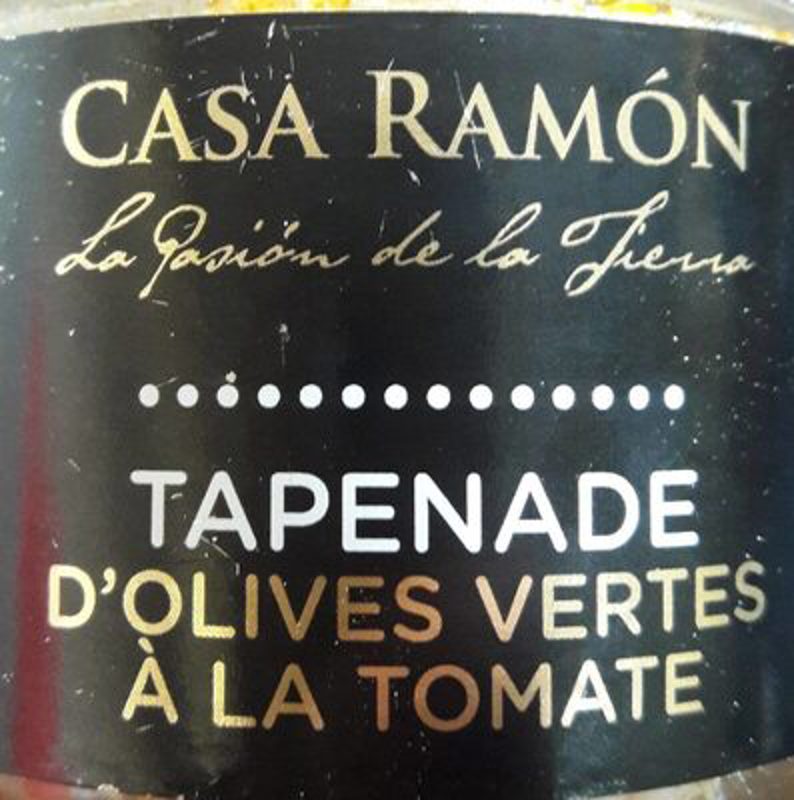 CASA RAMÓN
La Pasión de la Tierra
TAPENADE
D'OLIVES VERTES
À LA TOMATE